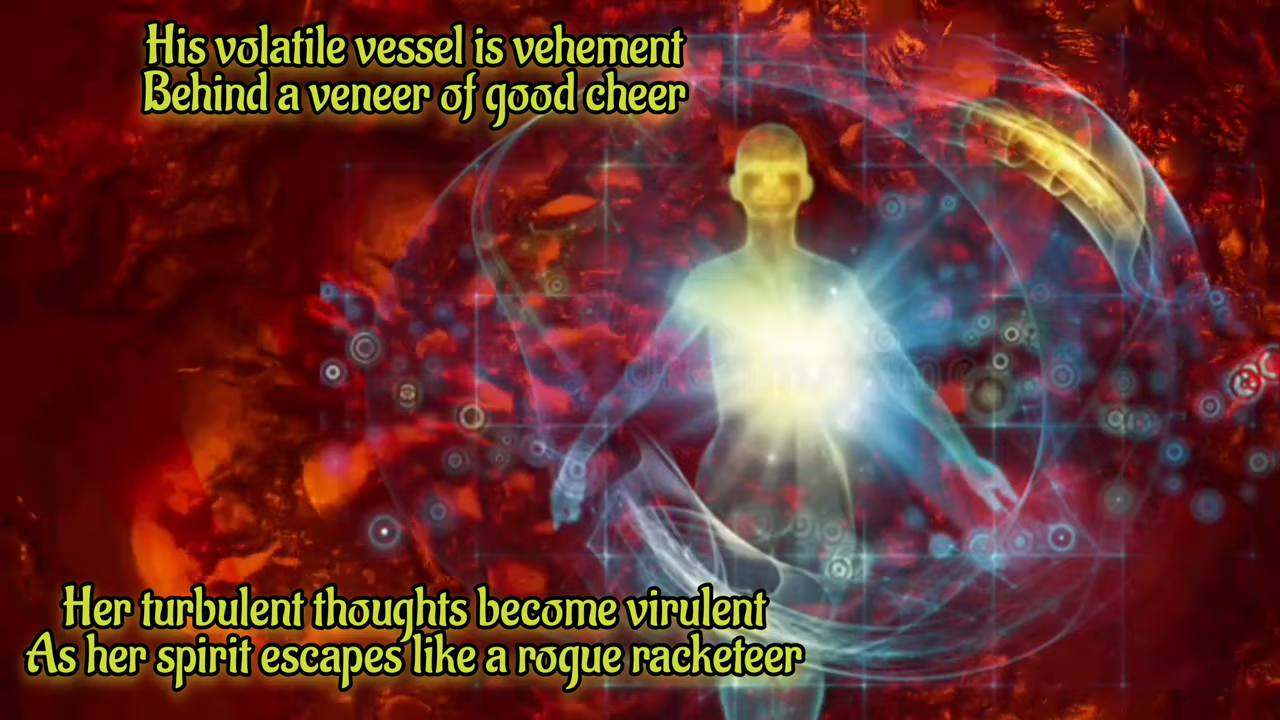 His volatile vessel is vehement
Behind a veneer of good cheer
Her turbulent thoughts become virulent
As her spirit escapes like a rogue racketeer